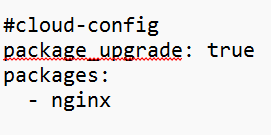 #cloud-config
package_upgrade: true
packages:
  - nginx